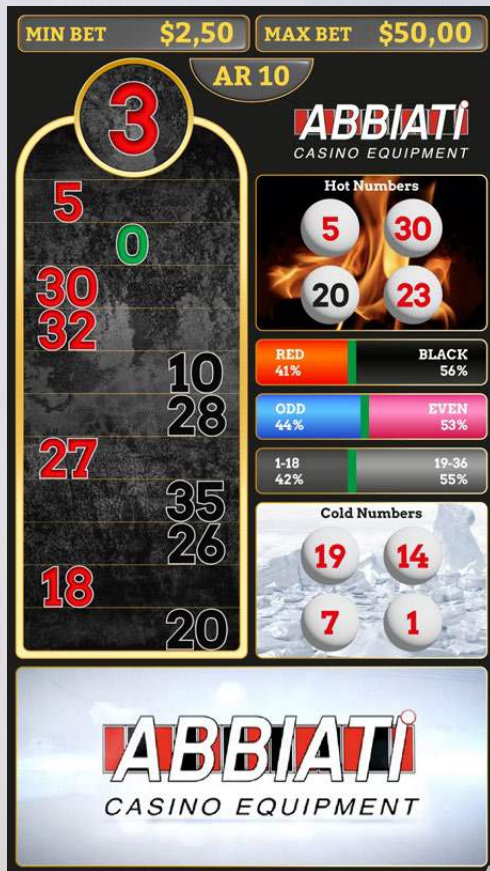 MIN BET $2,50
MAX BET $50,00
AR 10
3
5
0
30
32
10
28
27
35
26
18
20
ABBIATI
CASINO EQUIPMENT
Hot Numbers
5 30
20 23
RED BLACK
41% 56%
ODD EVEN
44% 53%
1-18 19-36
42% 55%
Cold Numbers
19 14
7 1
ABBIATI
CASINO EQUIPMENT